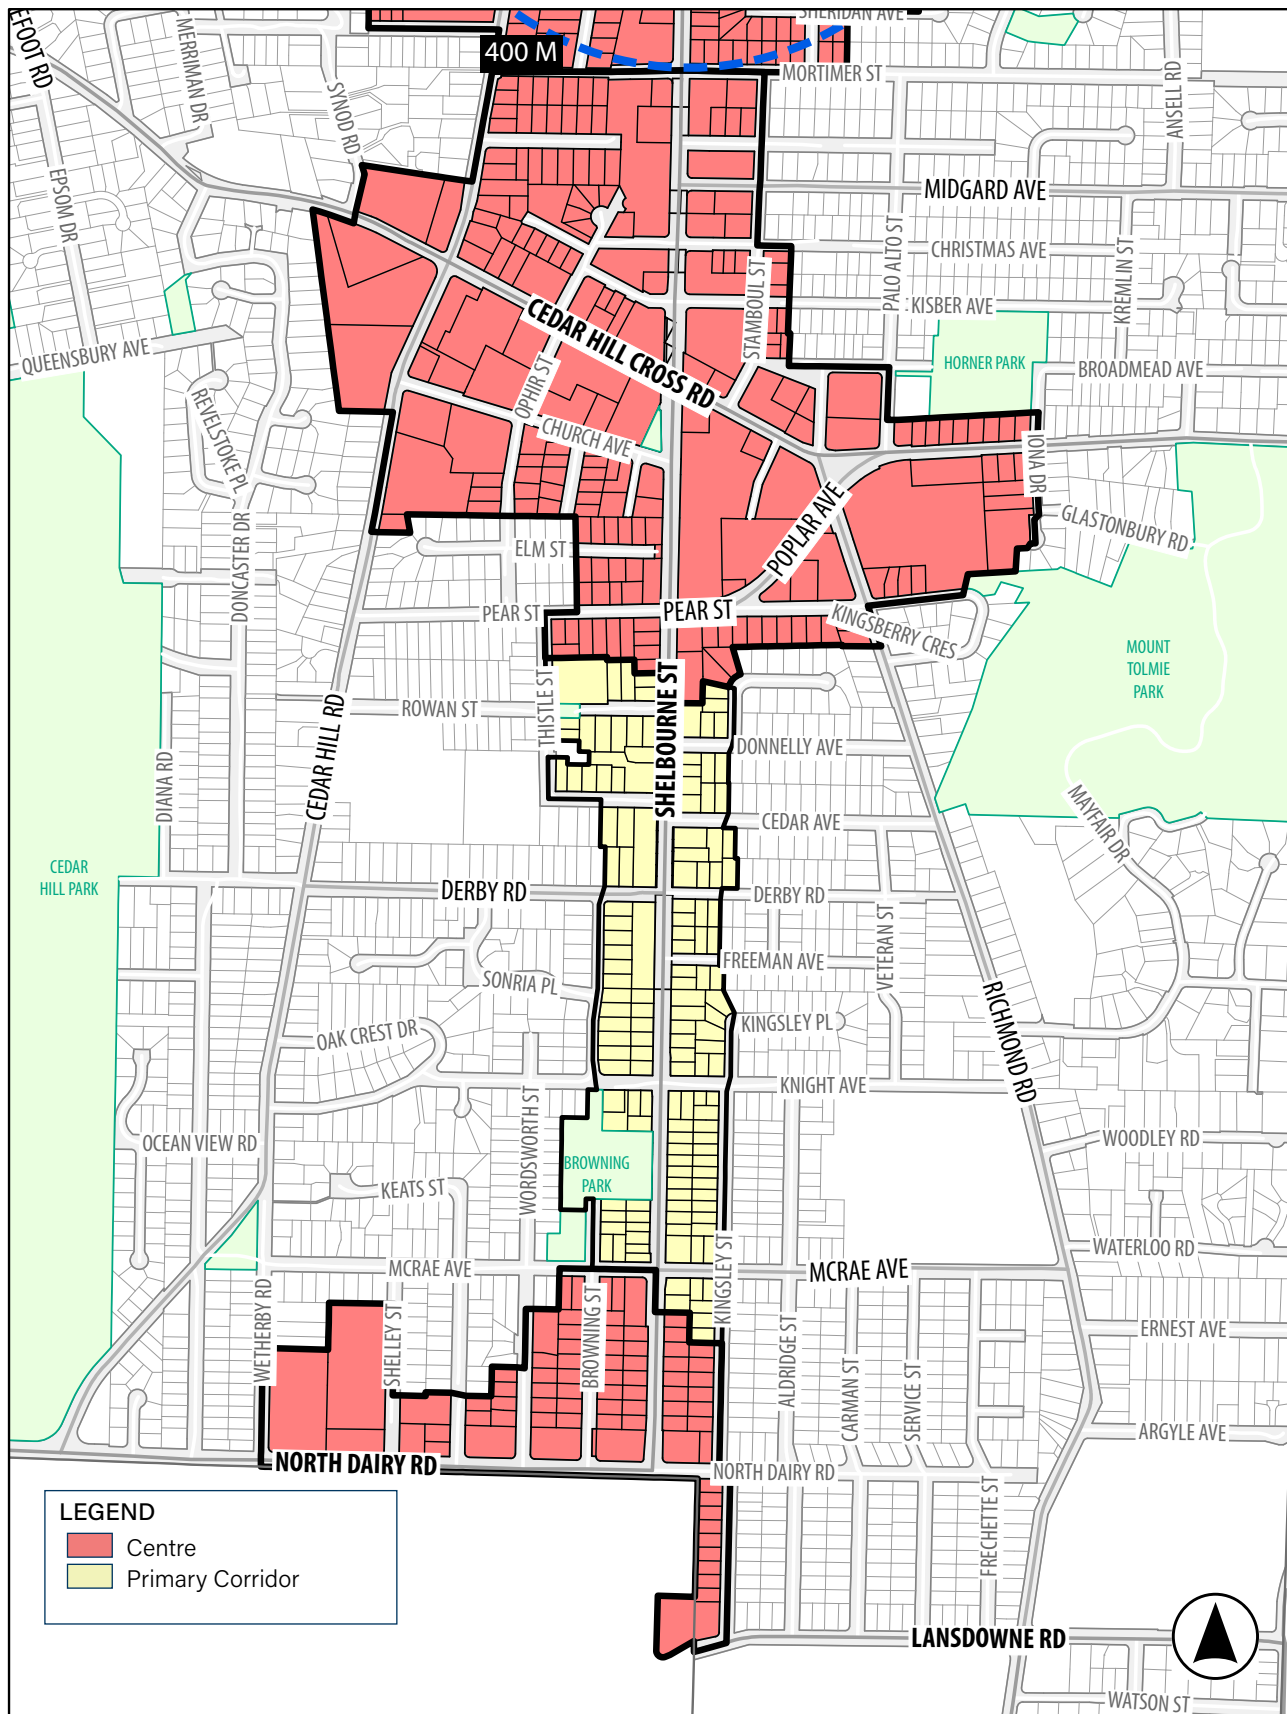 SHERIDAN AVE
EFOOT RD
MERRIMAN DR
400 M
MORTIMER ST
ANSELL RD
SYNOD RD
EPSOM DR
MIDGARD AVE
PALO ALTO ST
CHRISTMAS AVE
KREMLIN ST
STAMBOUL ST
KISBER AVE
CEDAR HILL CROSS RD
QUEENSBURY AVE
HORNER PARK
BROADMEAD AVE
OPHIR ST
REVELSTOKE PL
CHURCH AVE
IONA DR
POPLAR AVE
GLASTONBURY RD
DONCASTER DR
ELM ST
PEAR ST
PEAR ST
KINGSBERRY CRES
MOUNT
TOLMIE
PARK
THISTLE ST
SHELBOURNE ST
ROWAN ST
CEDAR HILL RD
DONNELLY AVE
DIANA RD
MAYFAIR DR
CEDAR AVE
CEDAR
HILL PARK
DERBY RD
DERBY RD
VETERAN ST
FREEMAN AVE
SONRIA PL
RICHMOND RD
OAK CREST DR
KINGSLEY PL
KNIGHT AVE
WORDSWORTH ST
OCEAN VIEW RD
WOODLEY RD
BROWNING
PARK
KEATS ST
WATERLOO RD
KINGSLEY ST
MCRAE AVE
MCRAE AVE
WETHERBY RD
SHELLEY ST
BROWNING ST
ALDRIDGE ST
ERNEST AVE
CARMAN ST
SERVICE ST
ARGYLE AVE
NORTH DAIRY RD
NORTH DAIRY RD
FRECHETTE ST
LEGEND
Centre
Primary Corridor
LANSDOWNE RD
WATSON ST